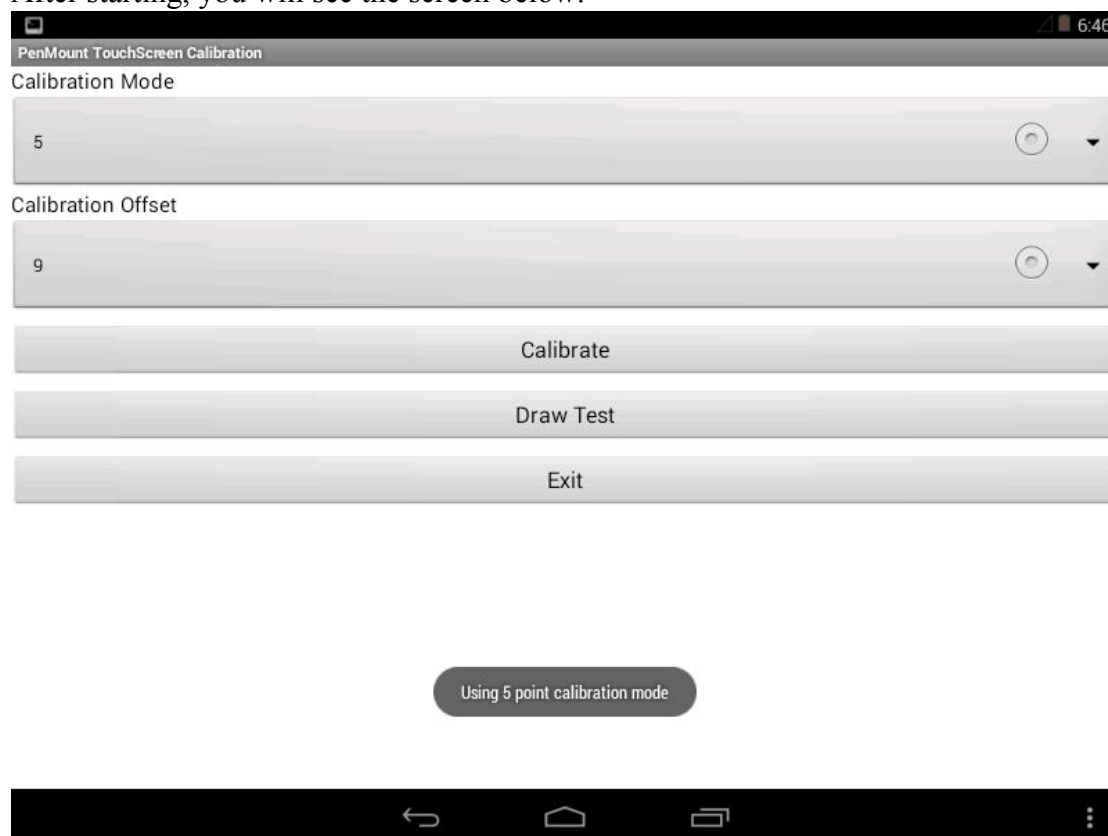 After starting, you will see the screen below:
6:46
PenMount TouchScreen Calibration
Calibration Mode
5
Calibration Offset
9
Calibrate
Draw Test
Exit
Using 5 point calibration mode